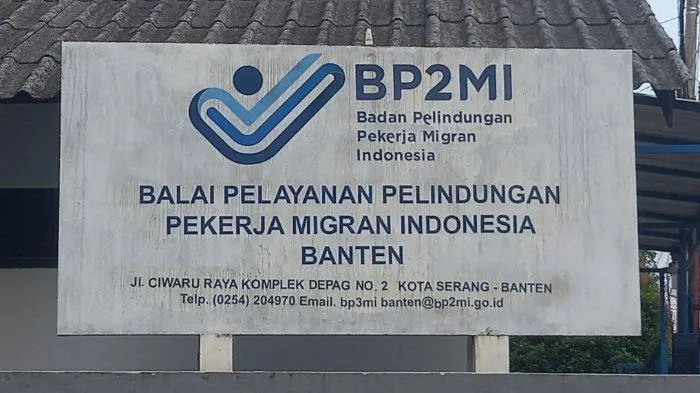 BP2MI
Badan Pelindungan
Pekerja Migran
Indonesia
BALAI PELAYANAN PELINDUNGAN
PEKERJA MIGRAN INDONESIA
BANTEN
Jl. CIWARU RAYA KOMPLEK DEPAG NO. 2 KOTA SERANG - BANTEN
Telp. (0254) 204970 Email. bp3mi banten@bp2mi.go.id